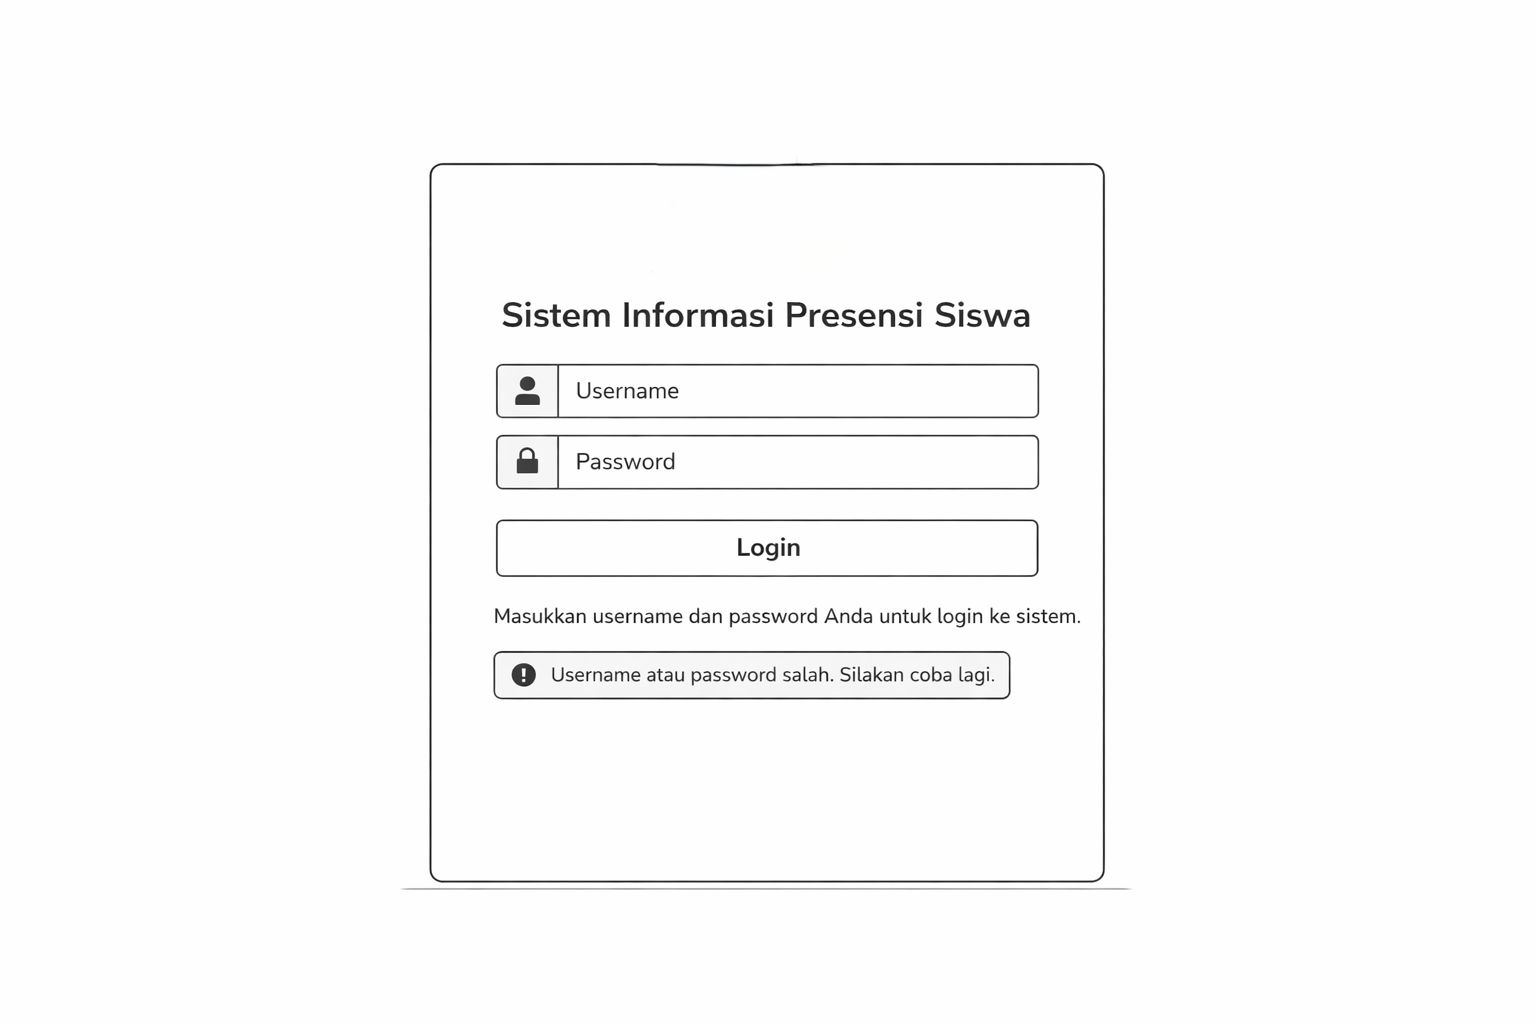 Sistem Informasi Presensi Siswa
Username
Password
Login
Masukkan username dan password Anda untuk login ke sistem.
Username atau password salah. Silakan coba lagi.